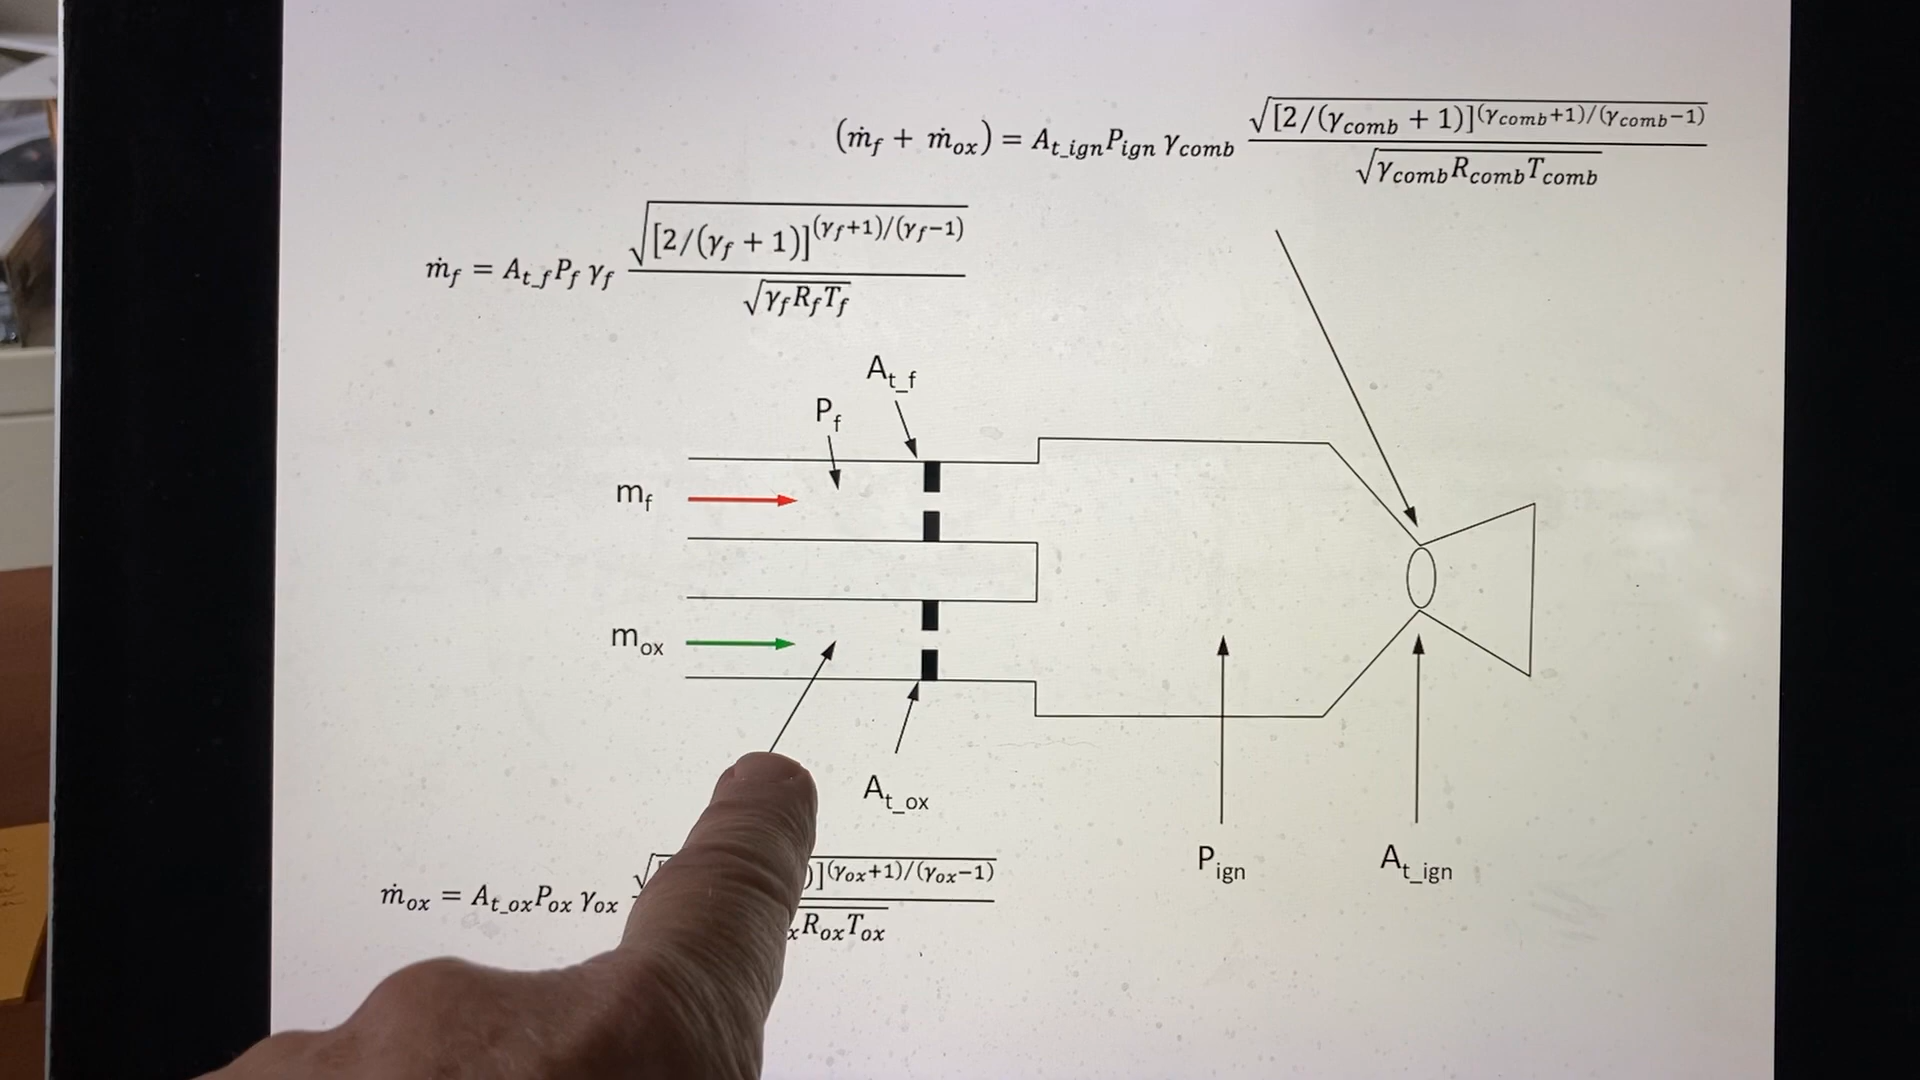 (ṁ_f + ṁ_ox) = A_t_ign P_ign γ_comb √[2/(γ_comb + 1)]^(γ_comb+1)/(γ_comb−1) / √γ_comb R_comb T_comb
ṁ_f = A_t_f P_f γ_f √[2/(γ_f + 1)]^(γ_f+1)/(γ_f−1) / √γ_f R_f T_f
A_t_f
P_f
m_f
m_ox
A_t_ox
P_ign
A_t_ign
ṁ_ox = A_t_ox P_ox γ_ox √[ )]^(γ_ox+1)/(γ_ox−1) / x R_ox T_ox